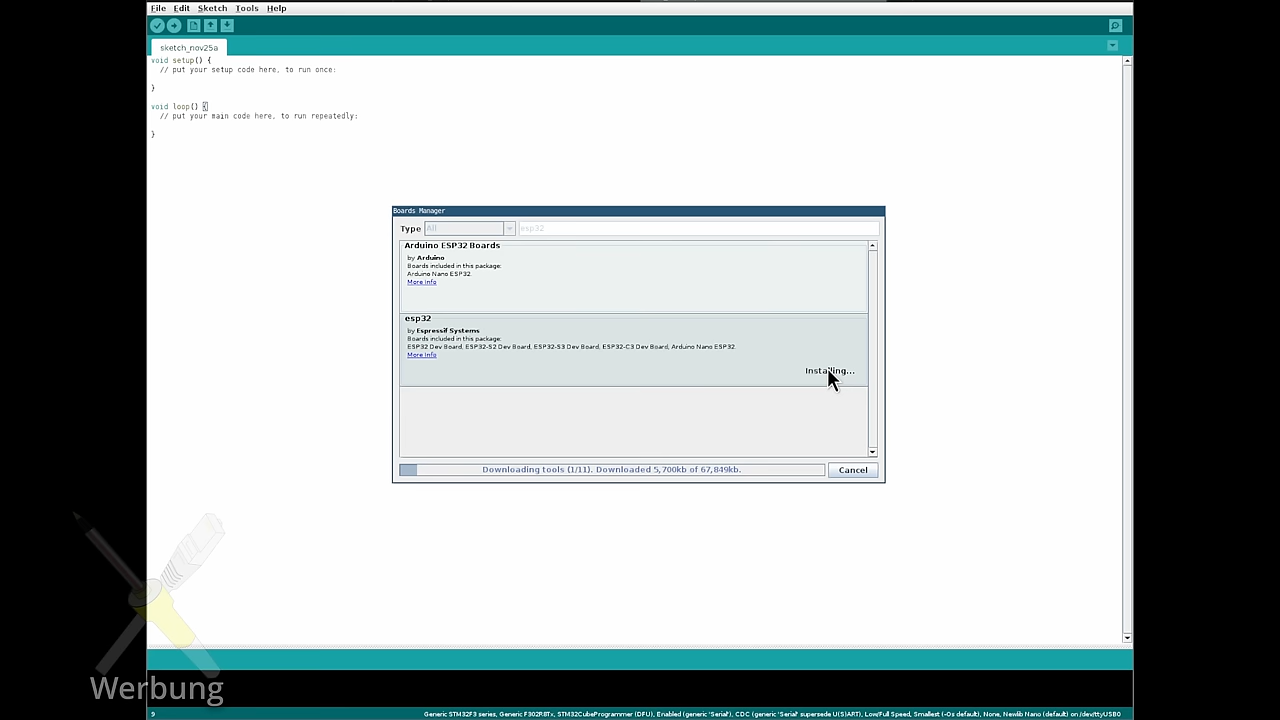 File Edit Sketch Tools Help
sketch_nov25a
void setup() {
// put your setup code here, to run once:
}
void loop() {
// put your main code here, to run repeatedly:
}
Boards Manager
Type All esp32
Arduino ESP32 Boards
by Arduino
Boards included in this package:
Arduino Nano ESP32.
More Info
esp32
by Espressif Systems
Boards included in this package:
ESP32 Dev Board, ESP32-S2 Dev Board, ESP32-S3 Dev Board, ESP32-C3 Dev Board, Arduino Nano ESP32.
More Info
Installing...
Downloading tools (1/11). Downloaded 5,700kb of 67,849kb.
Cancel
Werbung
9 Generic STM32F3 series, Generic F302R8Tx, STM32CubeProgrammer (DFU), Enabled (generic 'Serial'), CDC (generic 'Serial' supersede U(S)ART), Low/Full Speed, Smallest (-Os default), None, Newlib Nano (default) on /dev/ttyUSB0